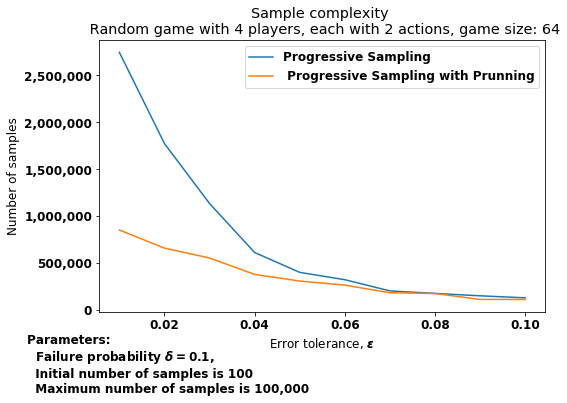 Sample complexity
Random game with 4 players, each with 2 actions, game size: 64
Progressive Sampling
Progressive Sampling with Prunning
2,500,000
2,000,000
1,500,000
1,000,000
500,000
0
Number of samples
0.02 0.04 0.06 0.08 0.10
Error tolerance, ε
Parameters:
Failure probability δ = 0.1,
Initial number of samples is 100
Maximum number of samples is 100,000